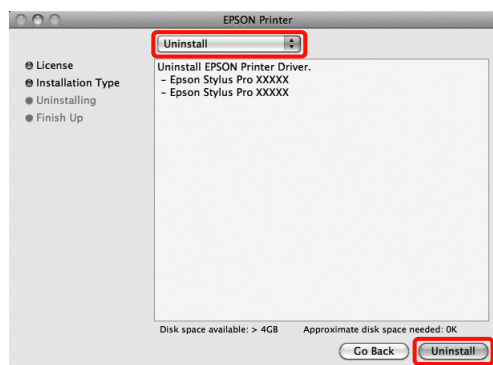 EPSON Printer
Uninstall
License
Installation Type
Uninstalling
Finish Up
Uninstall EPSON Printer Driver.
– Epson Stylus Pro XXXXX
– Epson Stylus Pro XXXXX
Disk space available: > 4GB Approximate disk space needed: 0K
Go Back Uninstall